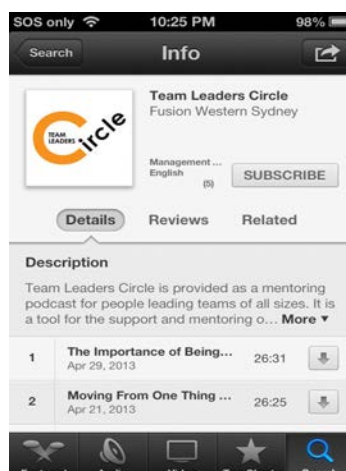 SOS only 10:25 PM 98%
Search Info
TEAM
LEADERS Circle
Team Leaders Circle
Fusion Western Sydney
Management ...
English
(5)
SUBSCRIBE
Details Reviews Related
Description
Team Leaders Circle is provided as a mentoring
podcast for people leading teams of all sizes. It is
a tool for the support and mentoring o... More ▼
1 The Importance of Being... 26:31
Apr 29, 2013
2 Moving From One Thing ... 26:25
Apr 21, 2013